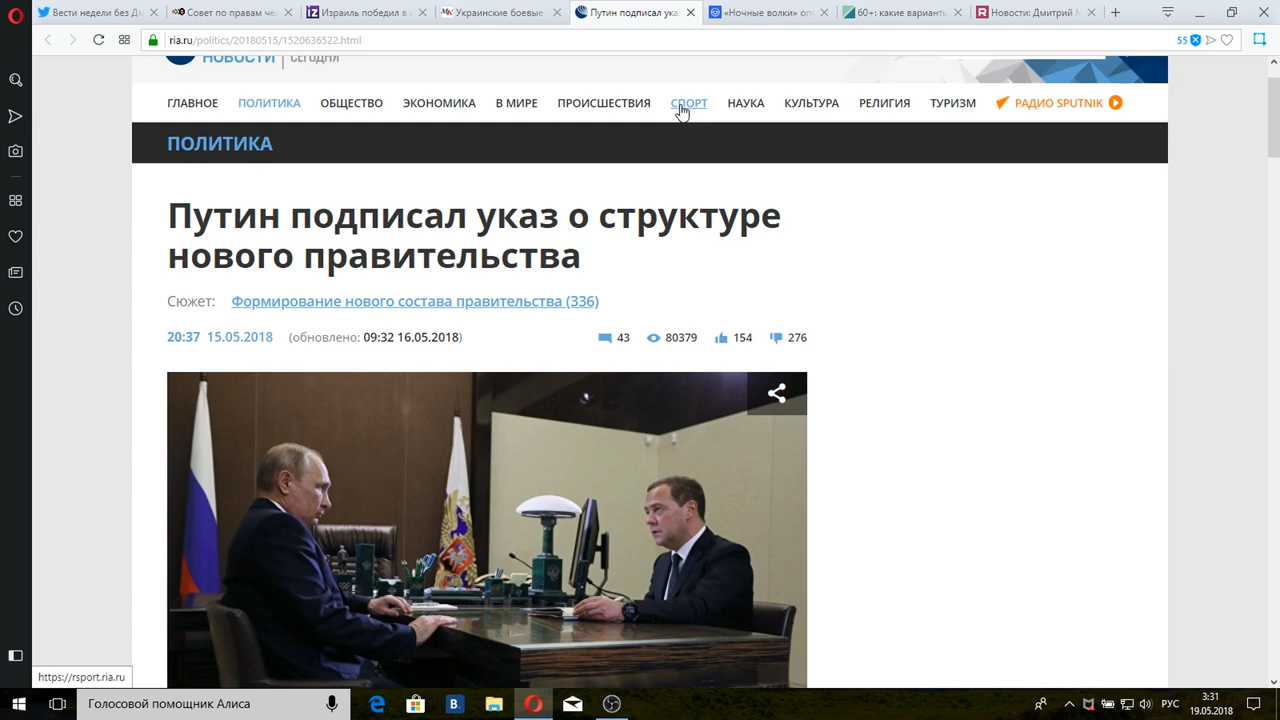 Вести недели без Дм
Совет по правам чел
Израиль победил в к
Украинские боевые
Путин подписал ука
«Ночные волки» оп
60+: какие варианты
Новости: Дмитрий М
ria.ru/politics/20180515/1520636522.html
55
НОВОСТИ | сегодня
ГЛАВНОЕ ПОЛИТИКА ОБЩЕСТВО ЭКОНОМИКА В МИРЕ ПРОИСШЕСТВИЯ СПОРТ НАУКА КУЛЬТУРА РЕЛИГИЯ ТУРИЗМ РАДИО SPUTNIK
ПОЛИТИКА
Путин подписал указ о структуре
нового правительства
Сюжет: Формирование нового состава правительства (336)
20:37 15.05.2018 (обновлено: 09:32 16.05.2018) 43 80379 154 276
https://rsport.ria.ru
Голосовой помощник Алиса
РУС
3:31
19.05.2018